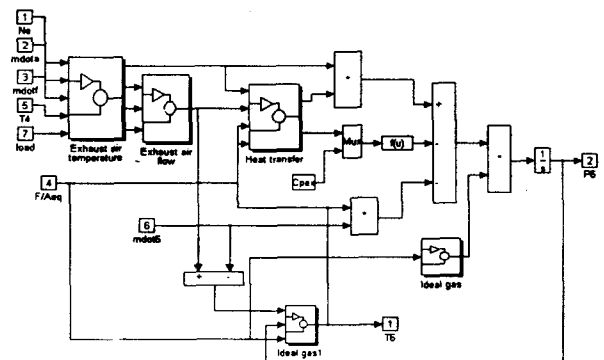 1
Ne
2
mdota
3
mdotf
5
T4
7
load
Exhaust air
temperature
Exhaust air
flow
Heat transfer
Mux
f(u)
Cpex
4
F/Aeq
6
mdot5
+
-
-
*
*
*
+ -
1
s
2
P6
Ideal gas
Ideal gas1
1
T6